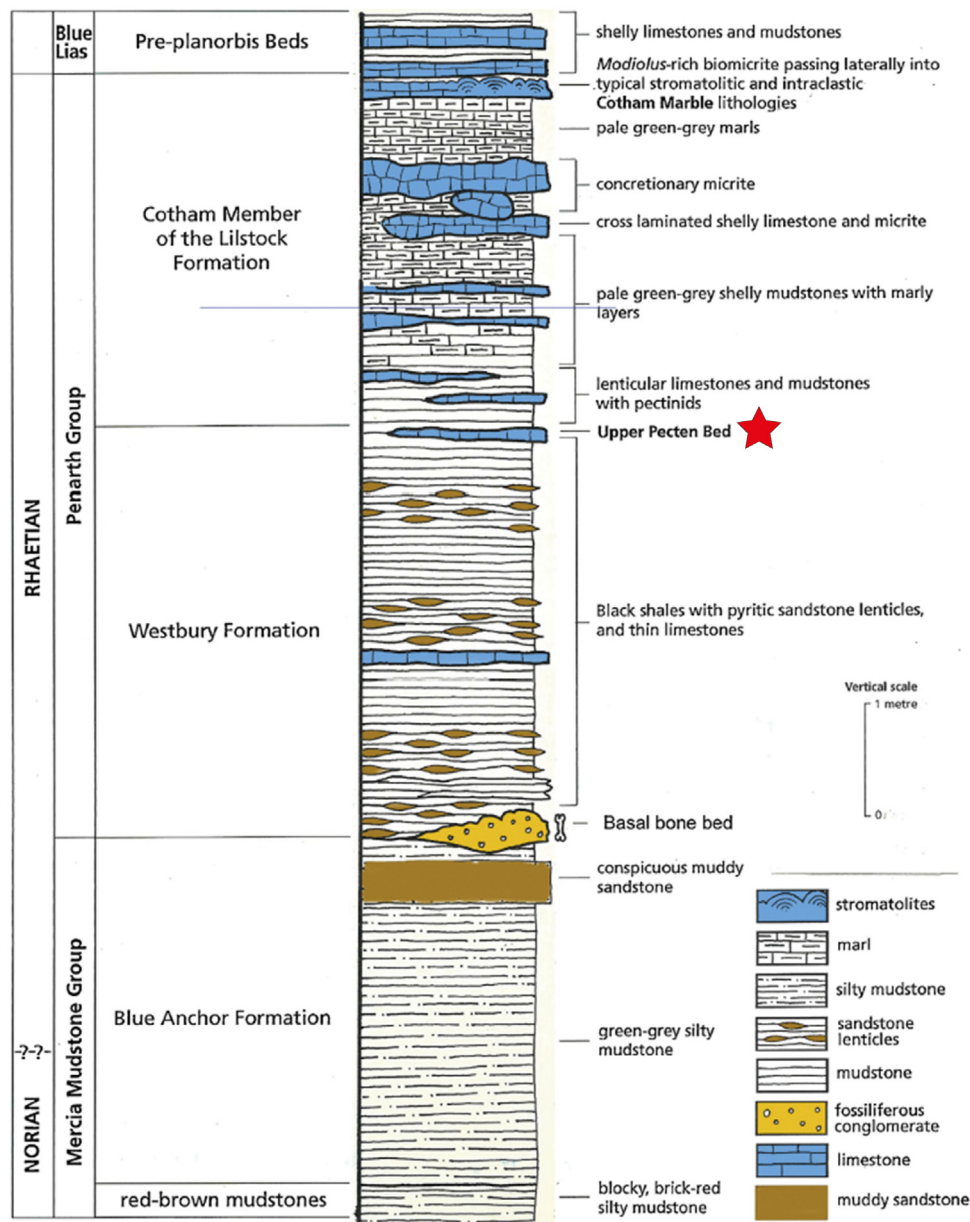 Blue
Lias
Pre-planorbis Beds
shelly limestones and mudstones
Modiolus-rich biomicrite passing laterally into
typical stromatolitic and intraclastic
Cotham Marble lithologies
pale green-grey marls
concretionary micrite
Cotham Member
of the Lilstock
Formation
cross laminated shelly limestone and micrite
pale green-grey shelly mudstones with marly
layers
lenticular limestones and mudstones
with pectinids
Upper Pecten Bed
RHAETIAN
Penarth Group
Westbury Formation
Black shales with pyritic sandstone lenticles,
and thin limestones
Vertical scale
1 metre
0
Basal bone bed
conspicuous muddy
sandstone
Mercia Mudstone Group
Blue Anchor Formation
green-grey silty
mudstone
-?-?-
NORIAN
red-brown mudstones
blocky, brick-red
silty mudstone
stromatolites
marl
silty mudstone
sandstone
lenticles
mudstone
fossiliferous
conglomerate
limestone
muddy sandstone